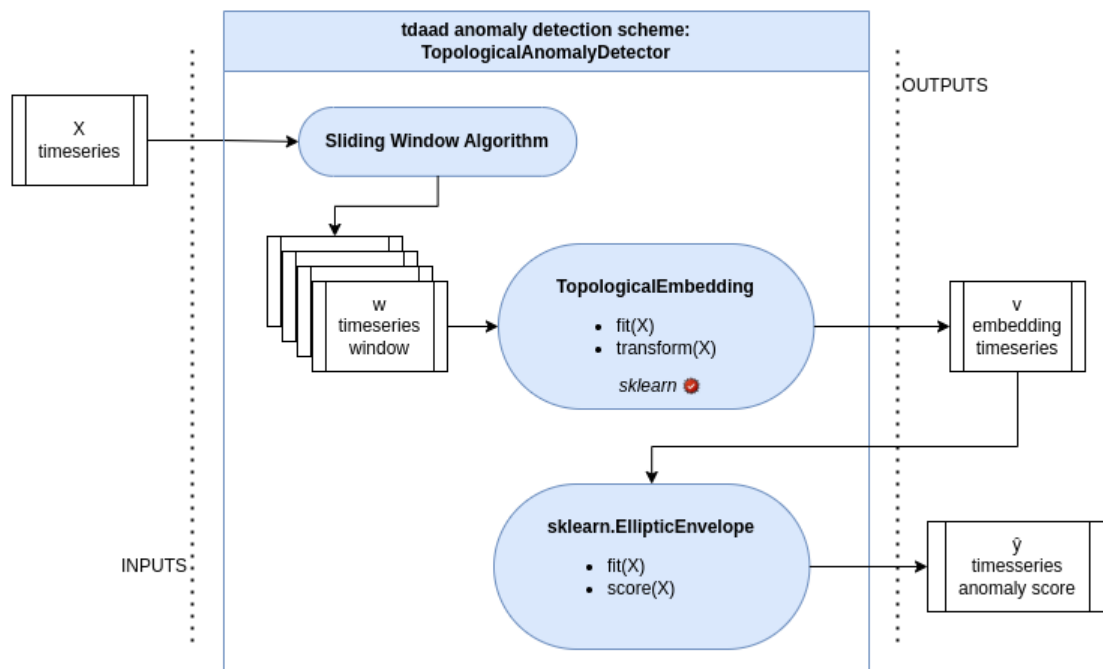 tdaad anomaly detection scheme:
TopologicalAnomalyDetector
OUTPUTS
X
timeseries
Sliding Window Algorithm
w
timeseries
window
TopologicalEmbedding
• fit(X)
• transform(X)
sklearn
v
embedding
timeseries
sklearn.EllipticEnvelope
• fit(X)
• score(X)
INPUTS
ŷ
timesseries
anomaly score